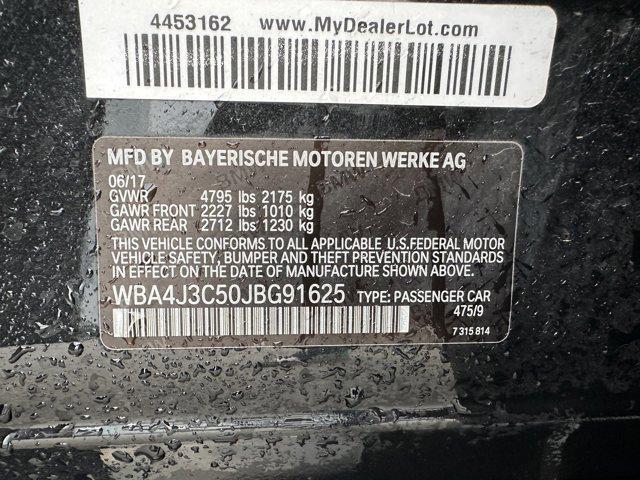 4453162 www.MyDealerLot.com
MFD BY BAYERISCHE MOTOREN WERKE AG
06/17
GVWR 4795 lbs 2175 kg
GAWR FRONT 2227 lbs 1010 kg
GAWR REAR 2712 lbs 1230 kg
THIS VEHICLE CONFORMS TO ALL APPLICABLE U.S.FEDERAL MOTOR
VEHICLE SAFETY, BUMPER AND THEFT PREVENTION STANDARDS
IN EFFECT ON THE DATE OF MANUFACTURE SHOWN ABOVE.
WBA4J3C50JBG91625 TYPE: PASSENGER CAR
475/9
7 315 814